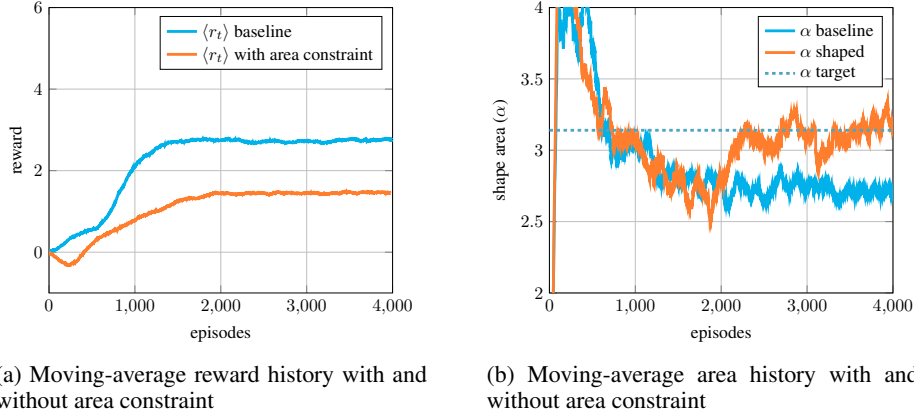 6
4
2
0
0
1,000
2,000
3,000
4,000
episodes
reward
⟨r_t⟩ baseline
⟨r_t⟩ with area constraint
4
3.5
3
2.5
2
0
1,000
2,000
3,000
4,000
episodes
shape area (α)
α baseline
α shaped
α target
(a) Moving-average reward history with and
without area constraint
(b) Moving-average area history with and
without area constraint